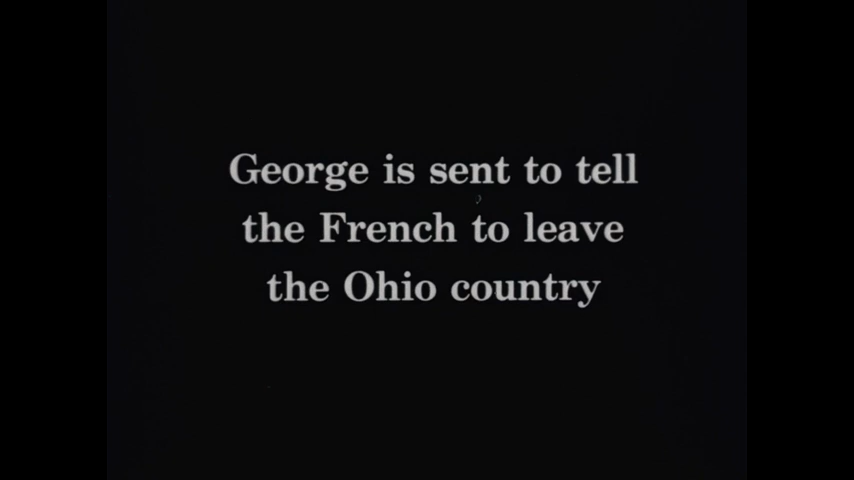 George is sent to tell
the French to leave
the Ohio country